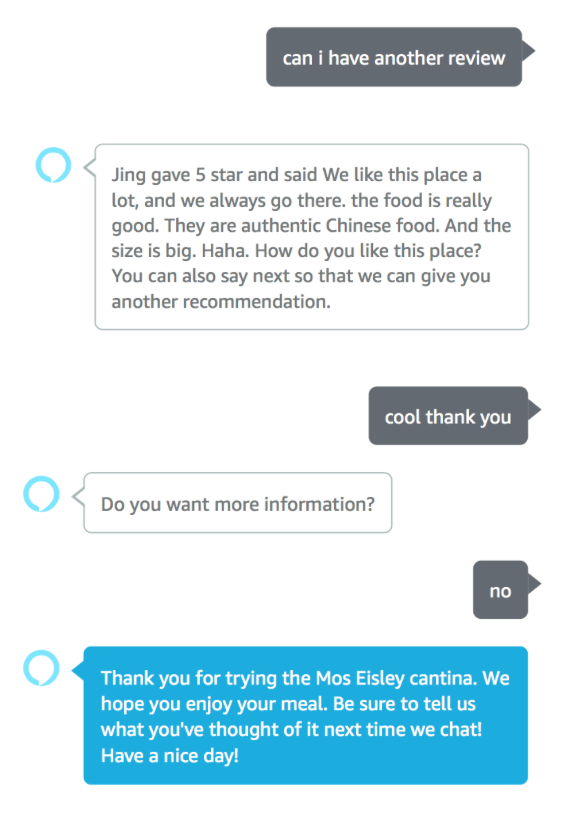 can i have another review
Jing gave 5 star and said We like this place a
lot, and we always go there. the food is really
good. They are authentic Chinese food. And the
size is big. Haha. How do you like this place?
You can also say next so that we can give you
another recommendation.
cool thank you
Do you want more information?
no
Thank you for trying the Mos Eisley cantina. We
hope you enjoy your meal. Be sure to tell us
what you've thought of it next time we chat!
Have a nice day!